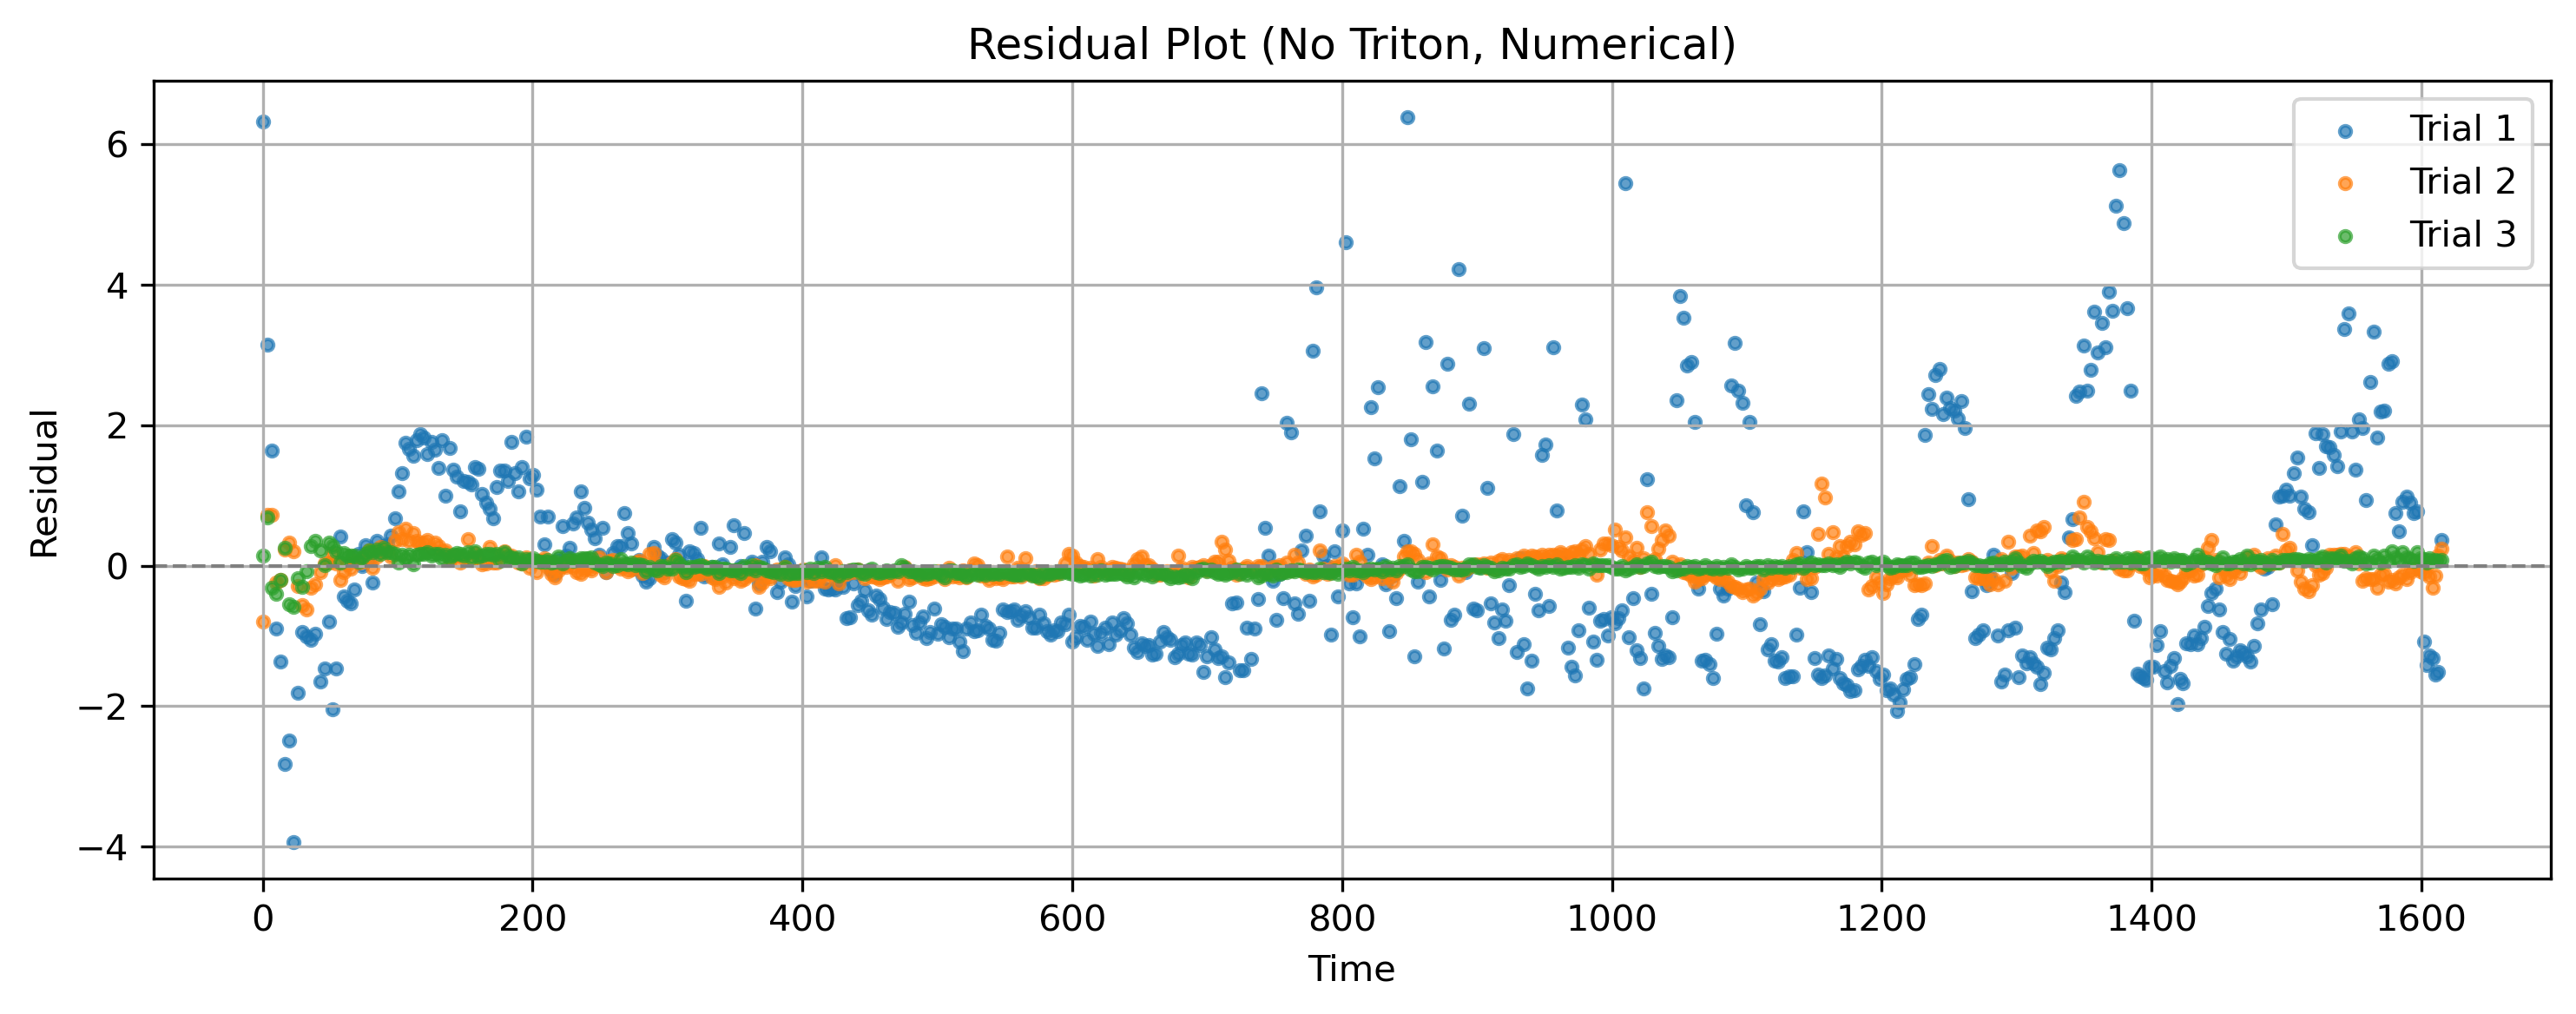 Residual Plot (No Triton, Numerical)
Trial 1
Trial 2
Trial 3
Residual
6
4
2
0
−2
−4
0 200 400 600 800 1000 1200 1400 1600
Time